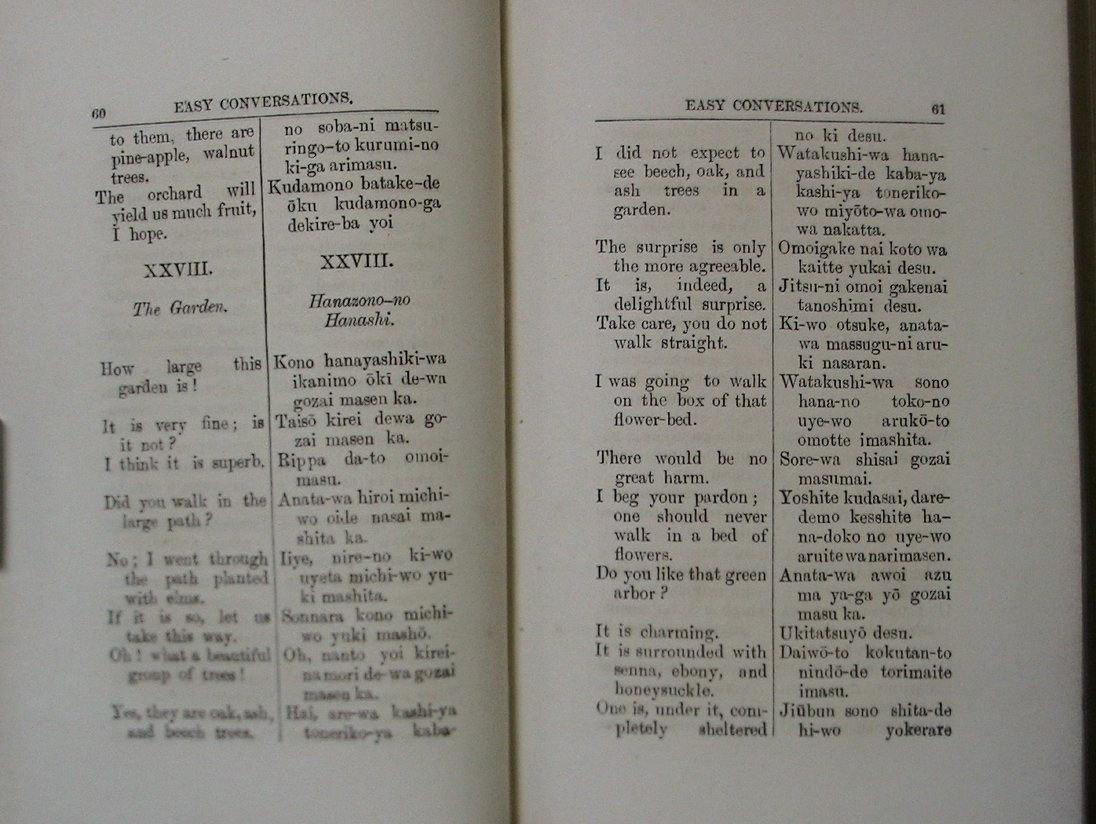 60
EASY CONVERSATIONS.
to them, there are
pine-apple, walnut
trees.
The orchard will
yield us much fruit,
I hope.
XXVIII.
The Garden.
How large this
garden is !
It is very fine; is
it not ?
I think it is superb.
Did you walk in the
large path ?
No; I went through
the path planted
with elms.
If it is so, let us
take this way.
Oh ! what a beautiful
group of trees !
Yes, they are oak, ash,
and beech trees.
no soba-ni matsu-
ringo-to kurumi-no
ki-ga arimasu.
Kudamono batake-de
ōku kudamono-ga
dekire-ba yoi
XXVIII.
Hanazono-no
Hanashi.
Kono hanayashiki-wa
ikanimo ōki de-wa
gozai masen ka.
Taisō kirei dewa go-
zai masen ka.
Rippa da-to omoi-
masu.
Anata-wa hiroi michi-
wo oide nasai ma-
shita ka.
Iiye, nire-no ki-wo
uyeta michi-wo yu-
ki mashita.
Sonnara kono michi-
wo yuki mashō.
Oh, nanto yoi kirei-
na mori de-wa gozai
masen ka.
Hai, are-wa kashi-ya
toneriko-ya kaba-
EASY CONVERSATIONS.
61
I did not expect to
see beech, oak, and
ash trees in a
garden.
The surprise is only
the more agreeable.
It is, indeed, a
delightful surprise.
Take care, you do not
walk straight.
I was going to walk
on the box of that
flower-bed.
There would be no
great harm.
I beg your pardon ;
one should never
walk in a bed of
flowers.
Do you like that green
arbor ?
It is charming.
It is surrounded with
senna, ebony, and
honeysuckle.
One is, under it, com-
pletely sheltered
no ki desu.
Watakushi-wa hana-
yashiki-de kaba-ya
kashi-ya toneriko-
wo miyōto-wa omo-
wa nakatta.
Omoigake nai koto wa
kaitte yukai desu.
Jitsu-ni omoi gakenai
tanoshimi desu.
Ki-wo otsuke, anata-
wa massugu-ni aru-
ki nasaran.
Watakushi-wa sono
hana-no toko-no
uye-wo arukō-to
omotte imashita.
Sore-wa shisai gozai
masumai.
Yoshite kudasai, dare-
demo kesshite ha-
na-doko no uye-wo
aruite wa narimasen.
Anata-wa awoi azu
ma ya-ga yō gozai
masu ka.
Ukitatsuyō desu.
Daiwō-to kokutan-to
nindō-de torimaite
imasu.
Jiūbun sono shita-de
hi-wo yokerare